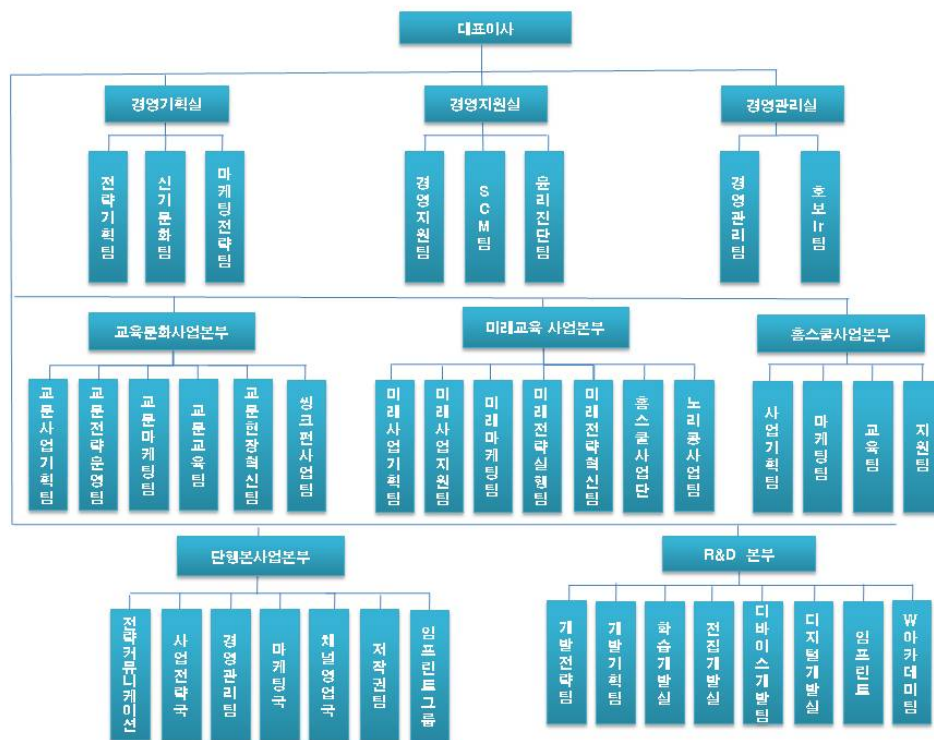 대표이사
경영기획실
경영지원실
경영관리실
전략기획팀
신기문화팀
마케팅전략팀
경영지원팀
SCM팀
윤리진단팀
경영관리팀
호보Ir팀
교육문화사업본부
미래교육 사업본부
홈스쿨사업본부
교문사업기획팀
교문전략운영팀
교문마케팅팀
교문교육팀
교문현장혁신팀
씽크펀사업팀
미래사업기획팀
미래사업지원팀
미래마케팅팀
미래전략실행팀
미래전략혁신팀
홈스쿨사업단
노리콩사업팀
사업기획팀
마케팅팀
교육팀
지원팀
단행본사업본부
R&D 본부
전략커뮤니케이션
사업전략국
경영관리팀
마케팅국
채널영업국
저작권팀
임프린트그룹
개발전략팀
개발기획팀
학습개발실
전집개발실
디바이스개발팀
디지털개발실
임프린트
W아카데미팀